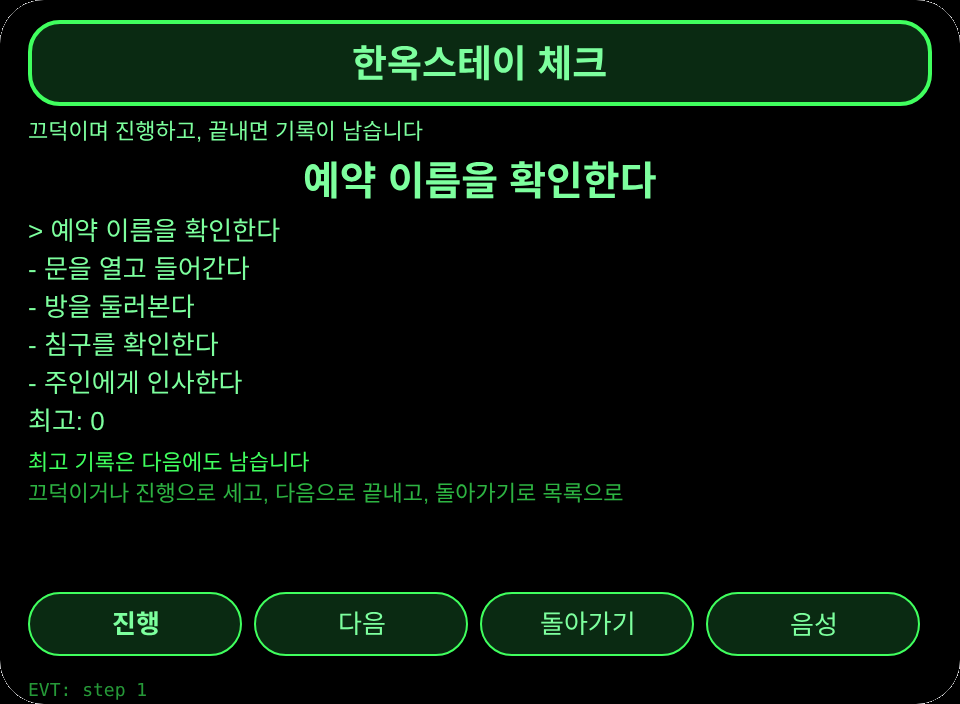 한옥스테이 체크
끄덕이며 진행하고, 끝내면 기록이 남습니다
예약 이름을 확인한다
> 예약 이름을 확인한다
- 문을 열고 들어간다
- 방을 둘러본다
- 침구를 확인한다
- 주인에게 인사한다
최고: 0
최고 기록은 다음에도 남습니다
끄덕이거나 진행으로 세고, 다음으로 끝내고, 돌아가기로 목록으로
진행
다음
돌아가기
음성
EVT: step 1